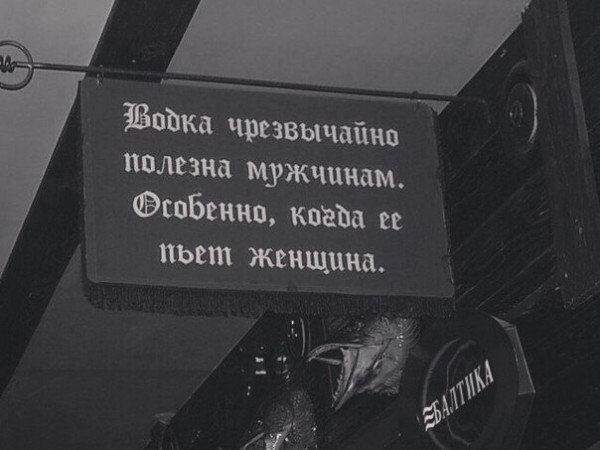 Водка чрезвычайно
полезна мужчинам.
Особенно, когда ее
пьет женщина.
БАЛТИКА